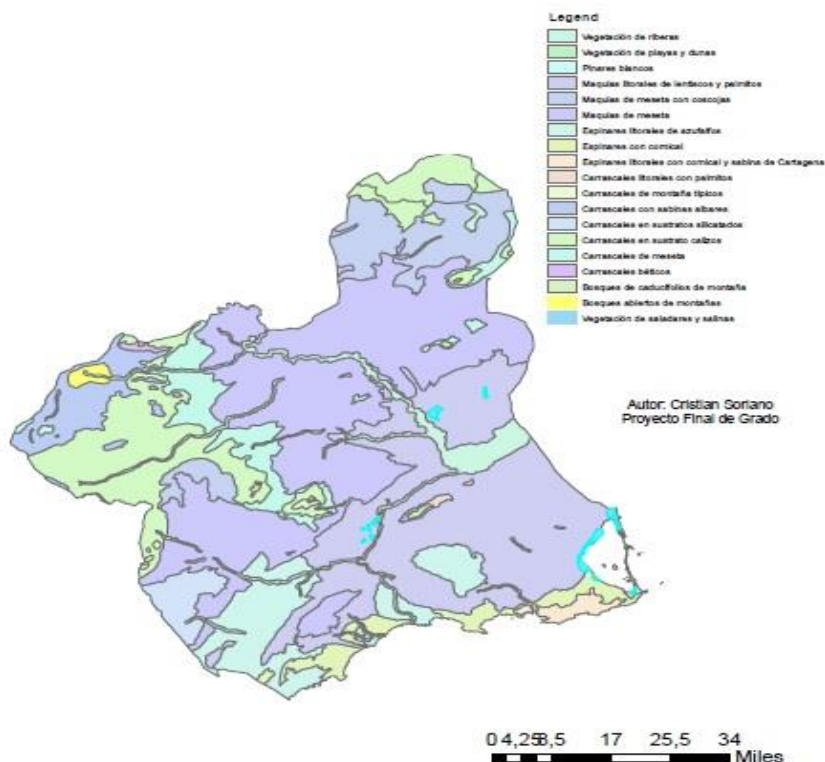 Legend
Vegetación de riberas
Vegetación de playas y dunas
Pinares blancos
Maquias litorales de lentiscos y palmitos
Maquias de meseta con coscojas
Maquias de meseta
Espinares litorales de azufaifos
Espinares con cornical
Espinares litorales con cornical y sabina de Cartagena
Carrascales litorales con palmitos
Carrascales de montaña típicos
Carrascales con sabinas albares
Carrascales en sustratos silicatados
Carrascales en sustrato calizos
Carrascales de meseta
Carrascales béticos
Bosques de caducifolios de montaña
Bosques abiertos de montañas
Vegetación de saladares y salinas
Autor: Cristian Soriano
Proyecto Final de Grado
0 4,25 8,5 17 25,5 34
Miles